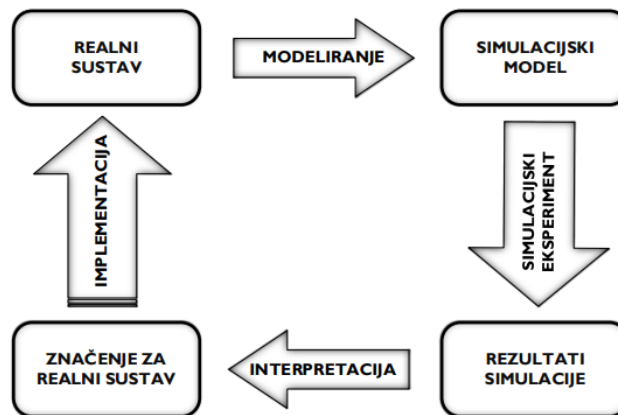 REALNI
SUSTAV
MODELIRANJE
SIMULACIJSKI
MODEL
IMPLEMENTACIJA
SIMULACIJSKI
EKSPERIMENT
ZNAČENJE ZA
REALNI SUSTAV
INTERPRETACIJA
REZULTATI
SIMULACIJE